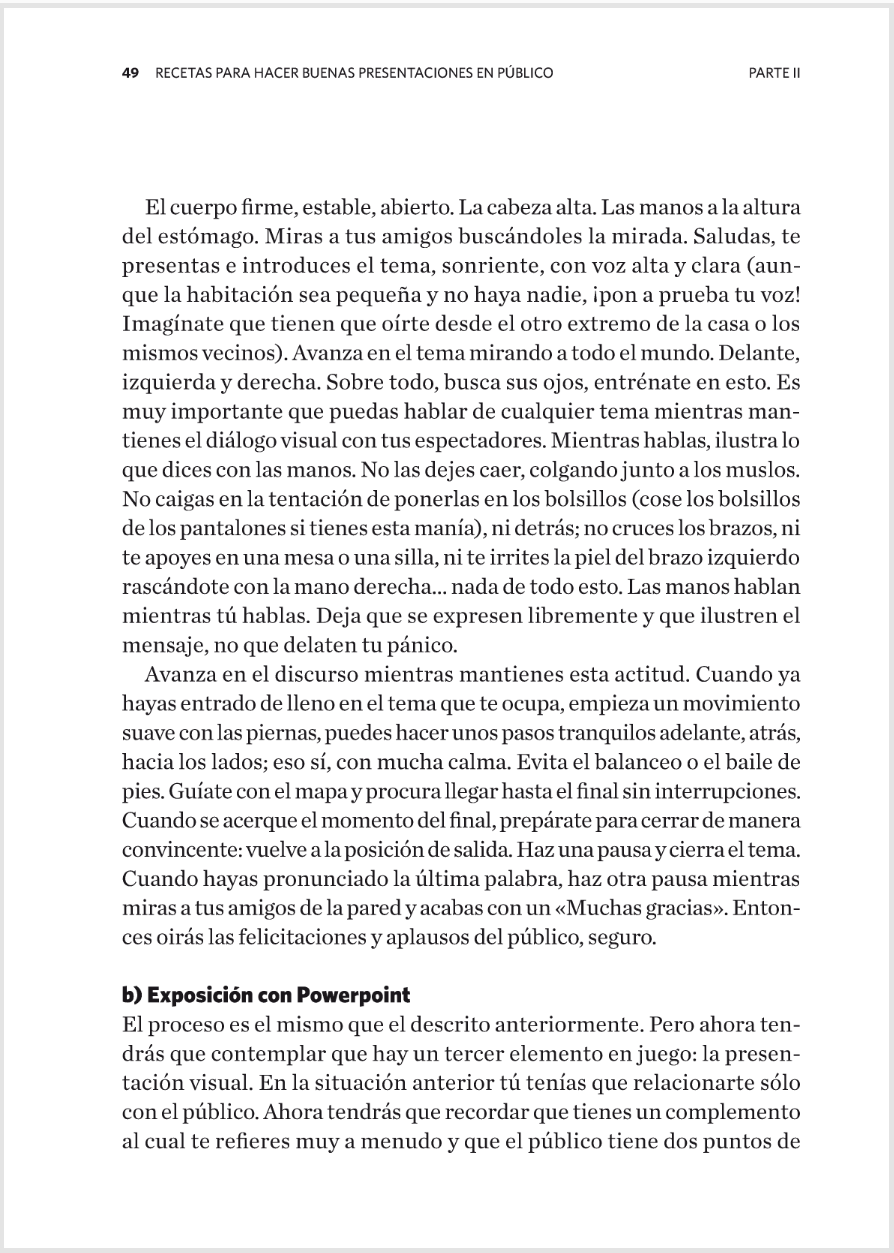 49 RECETAS PARA HACER BUENAS PRESENTACIONES EN PÚBLICO PARTE II
El cuerpo firme, estable, abierto. La cabeza alta. Las manos a la altura
del estómago. Miras a tus amigos buscándoles la mirada. Saludas, te
presentas e introduces el tema, sonriente, con voz alta y clara (aun-
que la habitación sea pequeña y no haya nadie, ¡pon a prueba tu voz!
Imagínate que tienen que oírte desde el otro extremo de la casa o los
mismos vecinos). Avanza en el tema mirando a todo el mundo. Delante,
izquierda y derecha. Sobre todo, busca sus ojos, entrénate en esto. Es
muy importante que puedas hablar de cualquier tema mientras man-
tienes el diálogo visual con tus espectadores. Mientras hablas, ilustra lo
que dices con las manos. No las dejes caer, colgando junto a los muslos.
No caigas en la tentación de ponerlas en los bolsillos (cose los bolsillos
de los pantalones si tienes esta manía), ni detrás; no cruces los brazos, ni
te apoyes en una mesa o una silla, ni te irrites la piel del brazo izquierdo
rascándote con la mano derecha... nada de todo esto. Las manos hablan
mientras tú hablas. Deja que se expresen libremente y que ilustren el
mensaje, no que delaten tu pánico.
Avanza en el discurso mientras mantienes esta actitud. Cuando ya
hayas entrado de lleno en el tema que te ocupa, empieza un movimiento
suave con las piernas, puedes hacer unos pasos tranquilos adelante, atrás,
hacia los lados; eso sí, con mucha calma. Evita el balanceo o el baile de
pies. Guíate con el mapa y procura llegar hasta el final sin interrupciones.
Cuando se acerque el momento del final, prepárate para cerrar de manera
convincente: vuelve a la posición de salida. Haz una pausa y cierra el tema.
Cuando hayas pronunciado la última palabra, haz otra pausa mientras
miras a tus amigos de la pared y acabas con un «Muchas gracias». Enton-
ces oirás las felicitaciones y aplausos del público, seguro.
b) Exposición con Powerpoint
El proceso es el mismo que el descrito anteriormente. Pero ahora ten-
drás que contemplar que hay un tercer elemento en juego: la presen-
tación visual. En la situación anterior tú tenías que relacionarte sólo
con el público. Ahora tendrás que recordar que tienes un complemento
al cual te refieres muy a menudo y que el público tiene dos puntos de